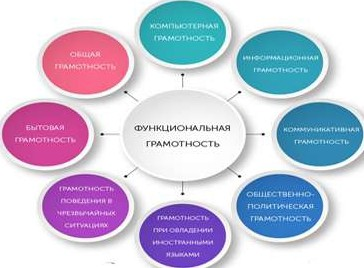 КОМПЬЮТЕРНАЯ
ГРАМОТНОСТЬ
ОБЩАЯ
ГРАМОТНОСТЬ
ИНФОРМАЦИОННАЯ
ГРАМОТНОСТЬ
БЫТОВАЯ
ГРАМОТНОСТЬ
ФУНКЦИОНАЛЬНАЯ
ГРАМОТНОСТЬ
КОММУНИКАТИВНАЯ
ГРАМОТНОСТЬ
ГРАМОТНОСТЬ
ПОВЕДЕНИЯ В
ЧРЕЗВЫЧАЙНЫХ
СИТУАЦИЯХ
ГРАМОТНОСТЬ
ПРИ ОВЛАДЕНИИ
ИНОСТРАННЫМИ
ЯЗЫКАМИ
ОБЩЕСТВЕННО-
ПОЛИТИЧЕСКАЯ
ГРАМОТНОСТЬ